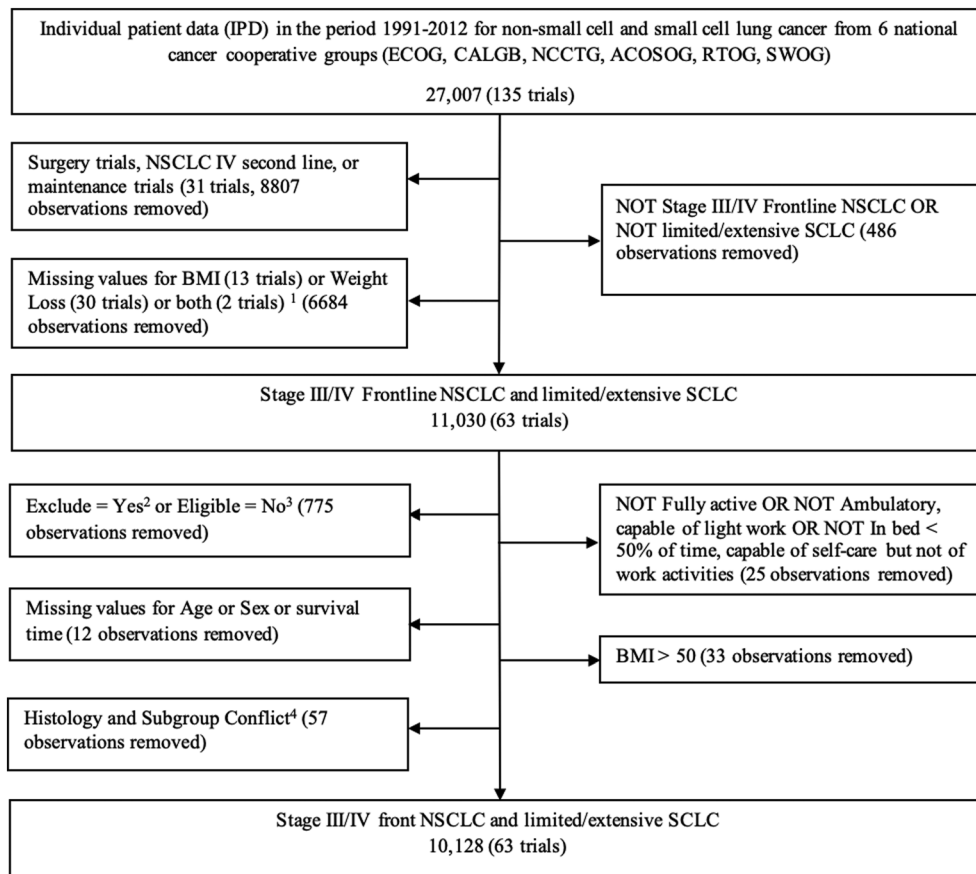 Individual patient data (IPD) in the period 1991-2012 for non-small cell and small cell lung cancer from 6 national
cancer cooperative groups (ECOG, CALGB, NCCTG, ACOSOG, RTOG, SWOG)
27,007 (135 trials)
Surgery trials, NSCLC IV second line, or
maintenance trials (31 trials, 8807
observations removed)
NOT Stage III/IV Frontline NSCLC OR
NOT limited/extensive SCLC (486
observations removed)
Missing values for BMI (13 trials) or Weight
Loss (30 trials) or both (2 trials) ¹ (6684
observations removed)
Stage III/IV Frontline NSCLC and limited/extensive SCLC
11,030 (63 trials)
Exclude = Yes² or Eligible = No³ (775
observations removed)
NOT Fully active OR NOT Ambulatory,
capable of light work OR NOT In bed <
50% of time, capable of self-care but not of
work activities (25 observations removed)
Missing values for Age or Sex or survival
time (12 observations removed)
BMI > 50 (33 observations removed)
Histology and Subgroup Conflict⁴ (57
observations removed)
Stage III/IV front NSCLC and limited/extensive SCLC
10,128 (63 trials)